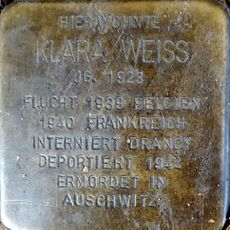 HIER WOHNTE
KLARA WEISS
JG. 1923
FLUCHT 1939 BELGIEN
1940 FRANKREICH
INTERNIERT DRANCY
DEPORTIERT 1942
ERMORDET IN
AUSCHWITZ